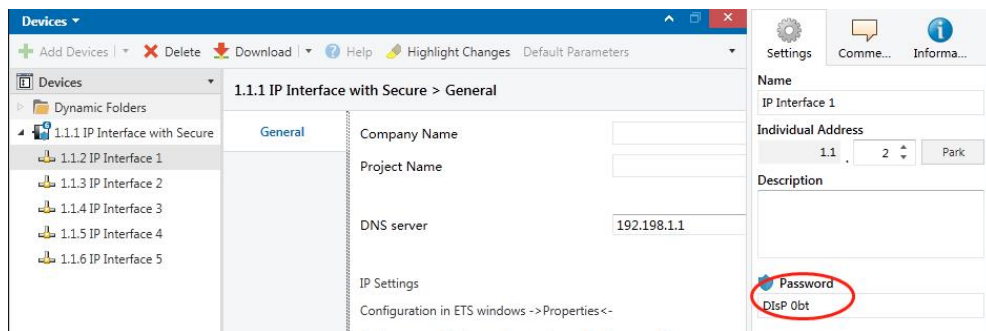 Devices
Add Devices Delete Download Help Highlight Changes Default Parameters
Devices
Dynamic Folders
1.1.1 IP Interface with Secure
1.1.2 IP Interface 1
1.1.3 IP Interface 2
1.1.4 IP Interface 3
1.1.5 IP Interface 4
1.1.6 IP Interface 5
1.1.1 IP Interface with Secure > General
General
Company Name
Project Name
DNS server 192.198.1.1
IP Settings
Configuration in ETS windows ->Properties<-
Settings Comme... Informa...
Name
IP Interface 1
Individual Address
1.1 . 2 Park
Description
Password
DIsP 0bt